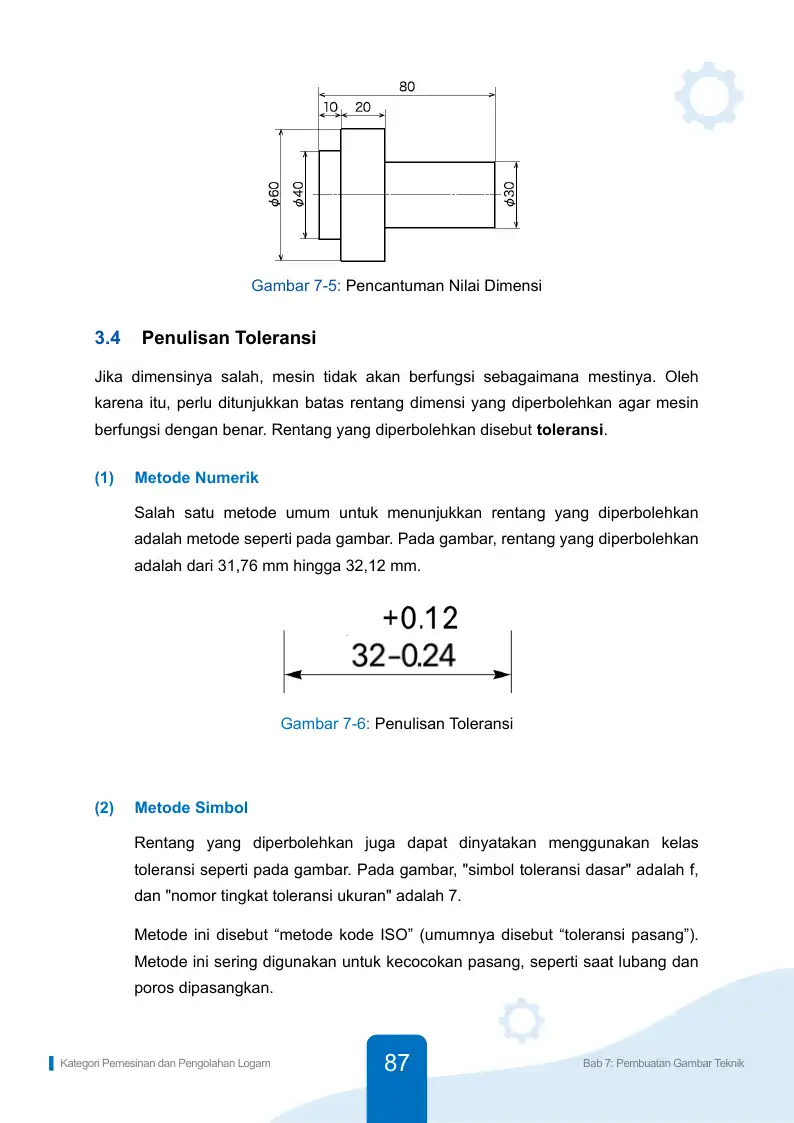 80
10 20
φ60
φ40
φ30
Gambar 7-5: Pencantuman Nilai Dimensi
3.4 Penulisan Toleransi
Jika dimensinya salah, mesin tidak akan berfungsi sebagaimana mestinya. Oleh
karena itu, perlu ditunjukkan batas rentang dimensi yang diperbolehkan agar mesin
berfungsi dengan benar. Rentang yang diperbolehkan disebut toleransi.
(1) Metode Numerik
Salah satu metode umum untuk menunjukkan rentang yang diperbolehkan
adalah metode seperti pada gambar. Pada gambar, rentang yang diperbolehkan
adalah dari 31,76 mm hingga 32,12 mm.
+0.12
32-0.24
Gambar 7-6: Penulisan Toleransi
(2) Metode Simbol
Rentang yang diperbolehkan juga dapat dinyatakan menggunakan kelas
toleransi seperti pada gambar. Pada gambar, "simbol toleransi dasar" adalah f,
dan "nomor tingkat toleransi ukuran" adalah 7.
Metode ini disebut “metode kode ISO” (umumnya disebut “toleransi pasang”).
Metode ini sering digunakan untuk kecocokan pasang, seperti saat lubang dan
poros dipasangkan.
Kategori Pemesinan dan Pengolahan Logam
87
Bab 7: Pembuatan Gambar Teknik